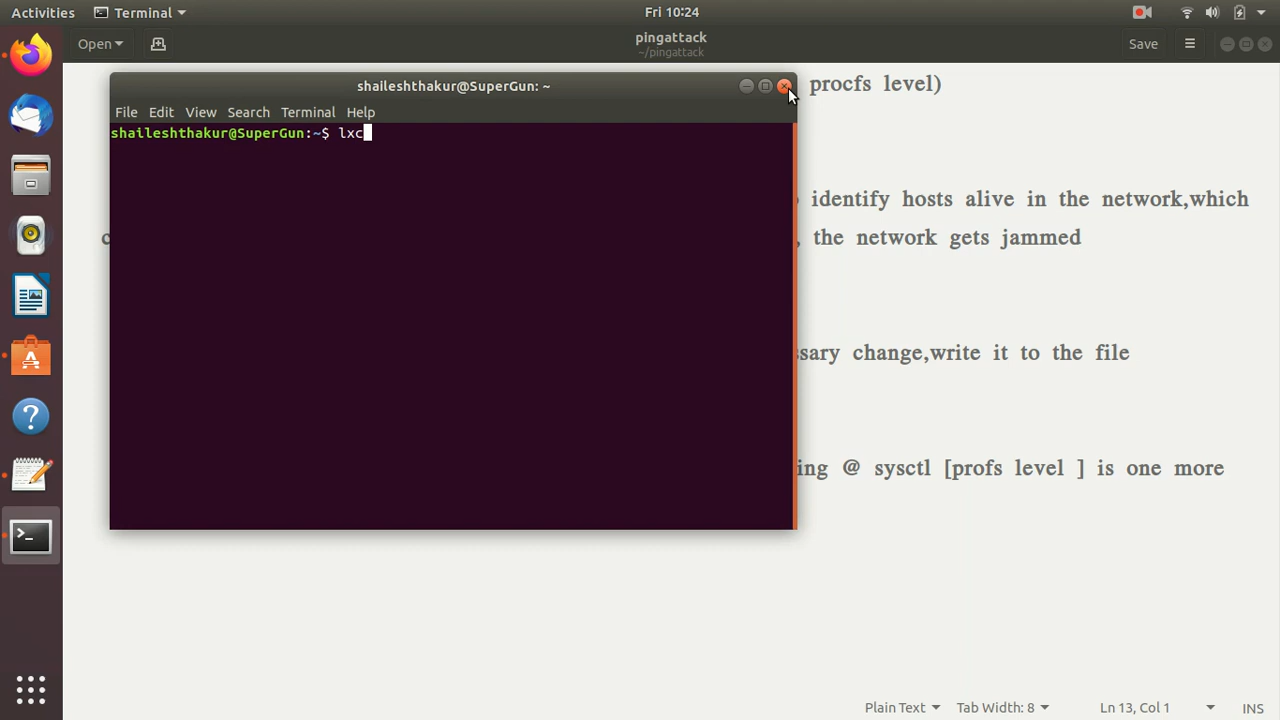 Activities Terminal Fri 10:24
Open pingattack Save
~/pingattack
procfs level)
shaileshthakur@SuperGun: ~
File Edit View Search Terminal Help
shaileshthakur@SuperGun:~$ lxc
identify hosts alive in the network,which
, the network gets jammed
ssary change,write it to the file
ing @ sysctl [profs level ] is one more
Plain Text Tab Width: 8 Ln 13, Col 1 INS